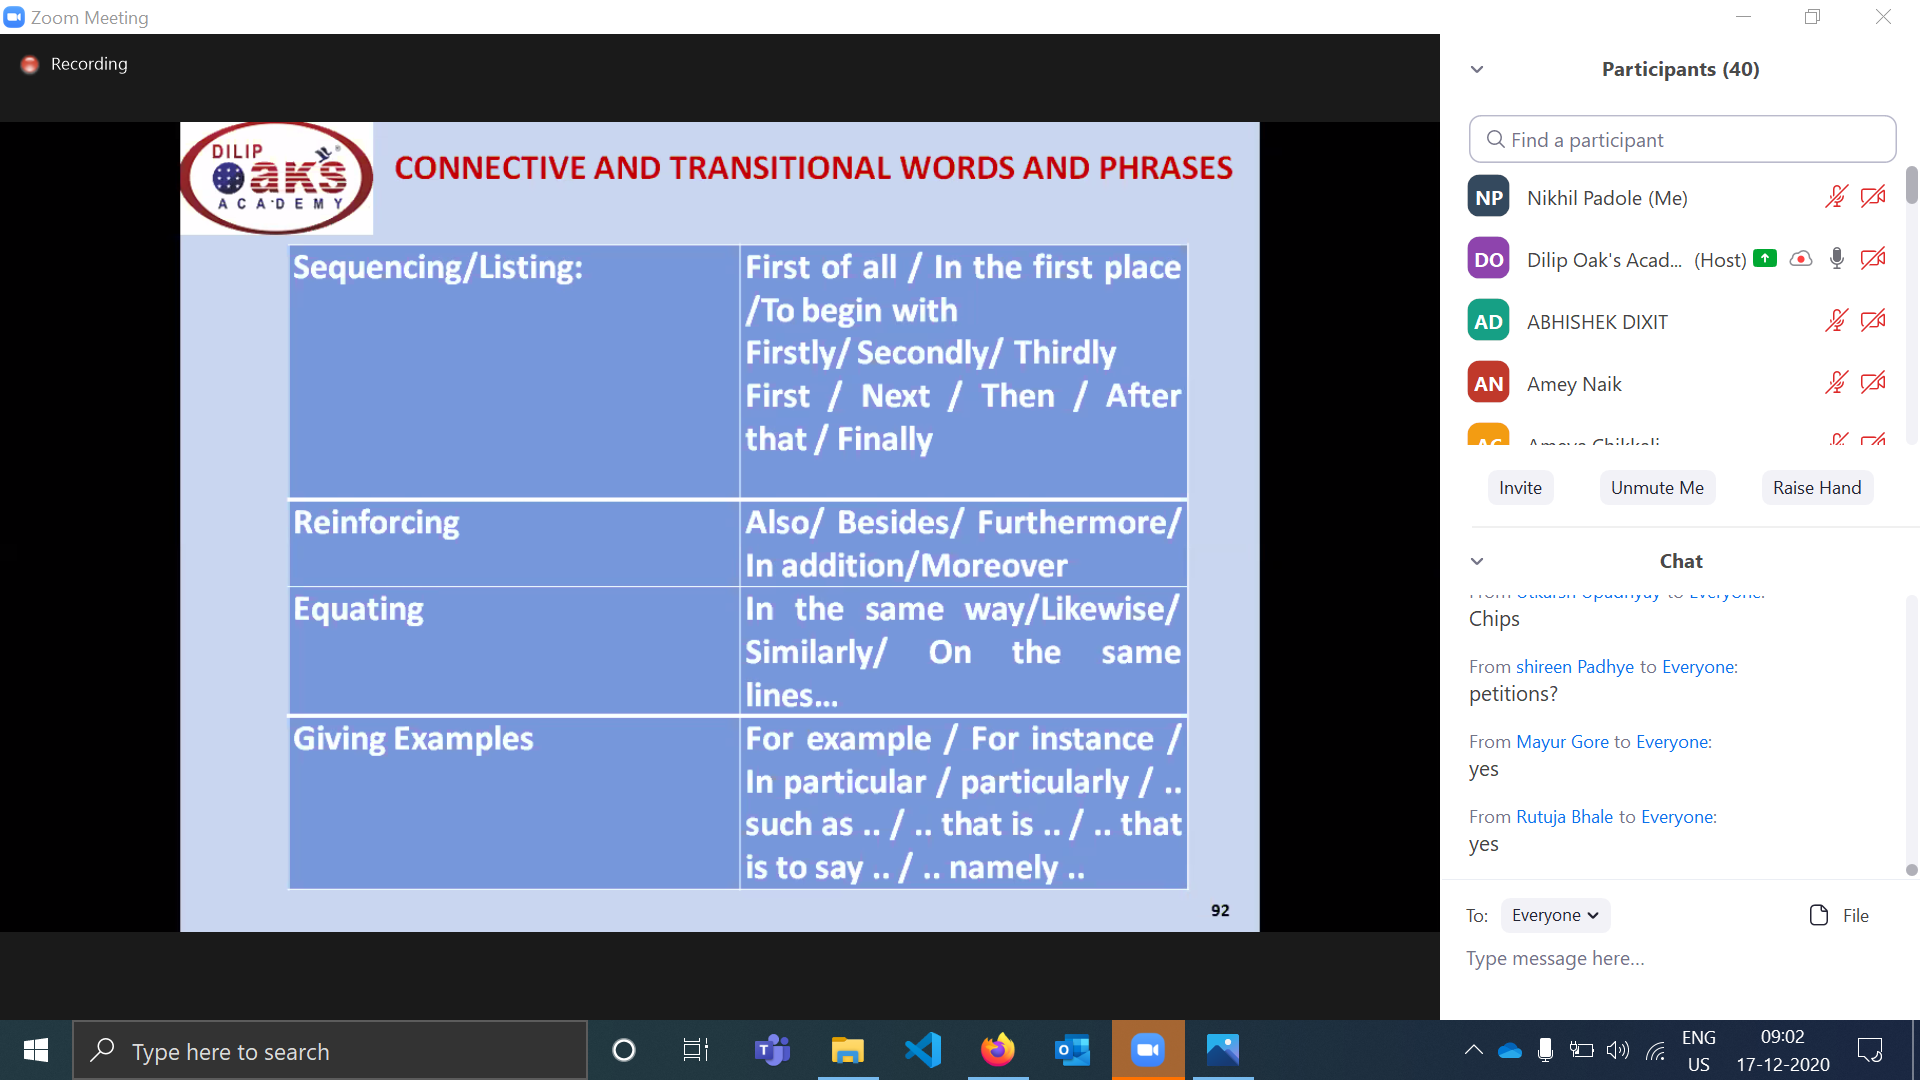 Zoom Meeting
Recording
DILIP
OAKS
ACADEMY
CONNECTIVE AND TRANSITIONAL WORDS AND PHRASES
Sequencing/Listing:
First of all / In the first place
/To begin with
Firstly/ Secondly/ Thirdly
First / Next / Then / After
that / Finally
Reinforcing
Also/ Besides/ Furthermore/
In addition/Moreover
Equating
In the same way/Likewise/
Similarly/ On the same
lines...
Giving Examples
For example / For instance /
In particular / particularly / ..
such as .. / .. that is .. / .. that
is to say .. / .. namely ..
92
Participants (40)
Find a participant
NP Nikhil Padole (Me)
DO Dilip Oak's Acad... (Host)
AD ABHISHEK DIXIT
AN Amey Naik
Invite Unmute Me Raise Hand
Chat
Chips
From shireen Padhye to Everyone:
petitions?
From Mayur Gore to Everyone:
yes
From Rutuja Bhale to Everyone:
yes
To: Everyone File
Type message here...
Type here to search
ENG
US
09:02
17-12-2020